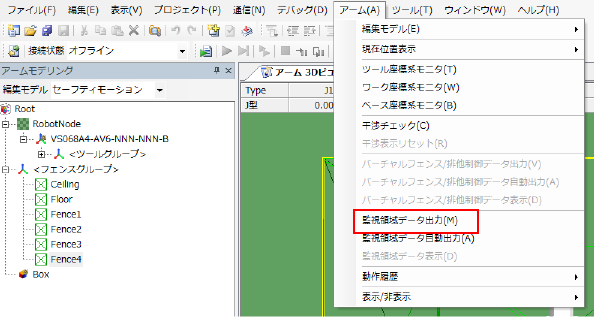 ファイル(F) 編集(E) 表示(V) プロジェクト(P) 通信(N) デバッグ(D) アーム(A) ツール(T) ウィンドウ(W) ヘルプ(H)
接続状態 オフライン
アームモデリング
編集モデル セーフティモーション
Root
RobotNode
VS068A4-AV6-NNN-NNN-B
<ツールグループ>
<フェンスグループ>
Ceiling
Floor
Fence1
Fence2
Fence3
Fence4
Box
アーム 3Dビュ
Type J1
J型 0.00
編集モデル(E)
現在位置表示
ツール座標系モニタ(T)
ワーク座標系モニタ(W)
ベース座標系モニタ(B)
干渉チェック(C)
干渉表示リセット(R)
バーチャルフェンス/排他制御データ出力(V)
バーチャルフェンス/排他制御データ自動出力(A)
バーチャルフェンス/排他制御データ表示(D)
監視領域データ出力(M)
監視領域データ自動出力(A)
監視領域データ表示(D)
動作履歴
表示/非表示